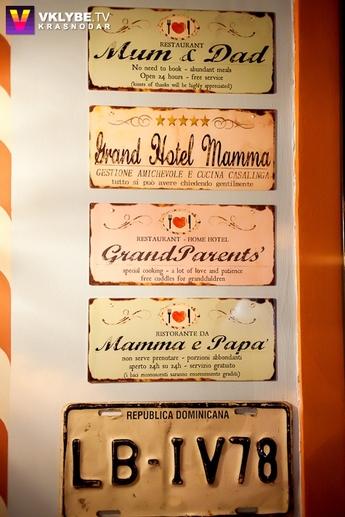 VKLYBE.TV
KRASNODAR
RESTAURANT
Mum & Dad
No need to book - abundant meals
Open 24 hours - free service
(kisses of thanks will be highly appreciated)
Grand Hotel Mamma
GESTIONE AMICHEVOLE E CUCINA CASALINGA
tutto si può avere chiedendo gentilmente
RESTAURANT - HOME HOTEL
GrandParents'
special cooking - a lot of love and patience
free cuddles for grandchildren
RISTORANTE DA
Mamma e Papa'
non serve prenotare - porzioni abbondanti
aperto 24h su 24h - servizio gratuito
(i baci riconoscenti saranno enormemente graditi)
REPUBLICA DOMINICANA
LB-IV78